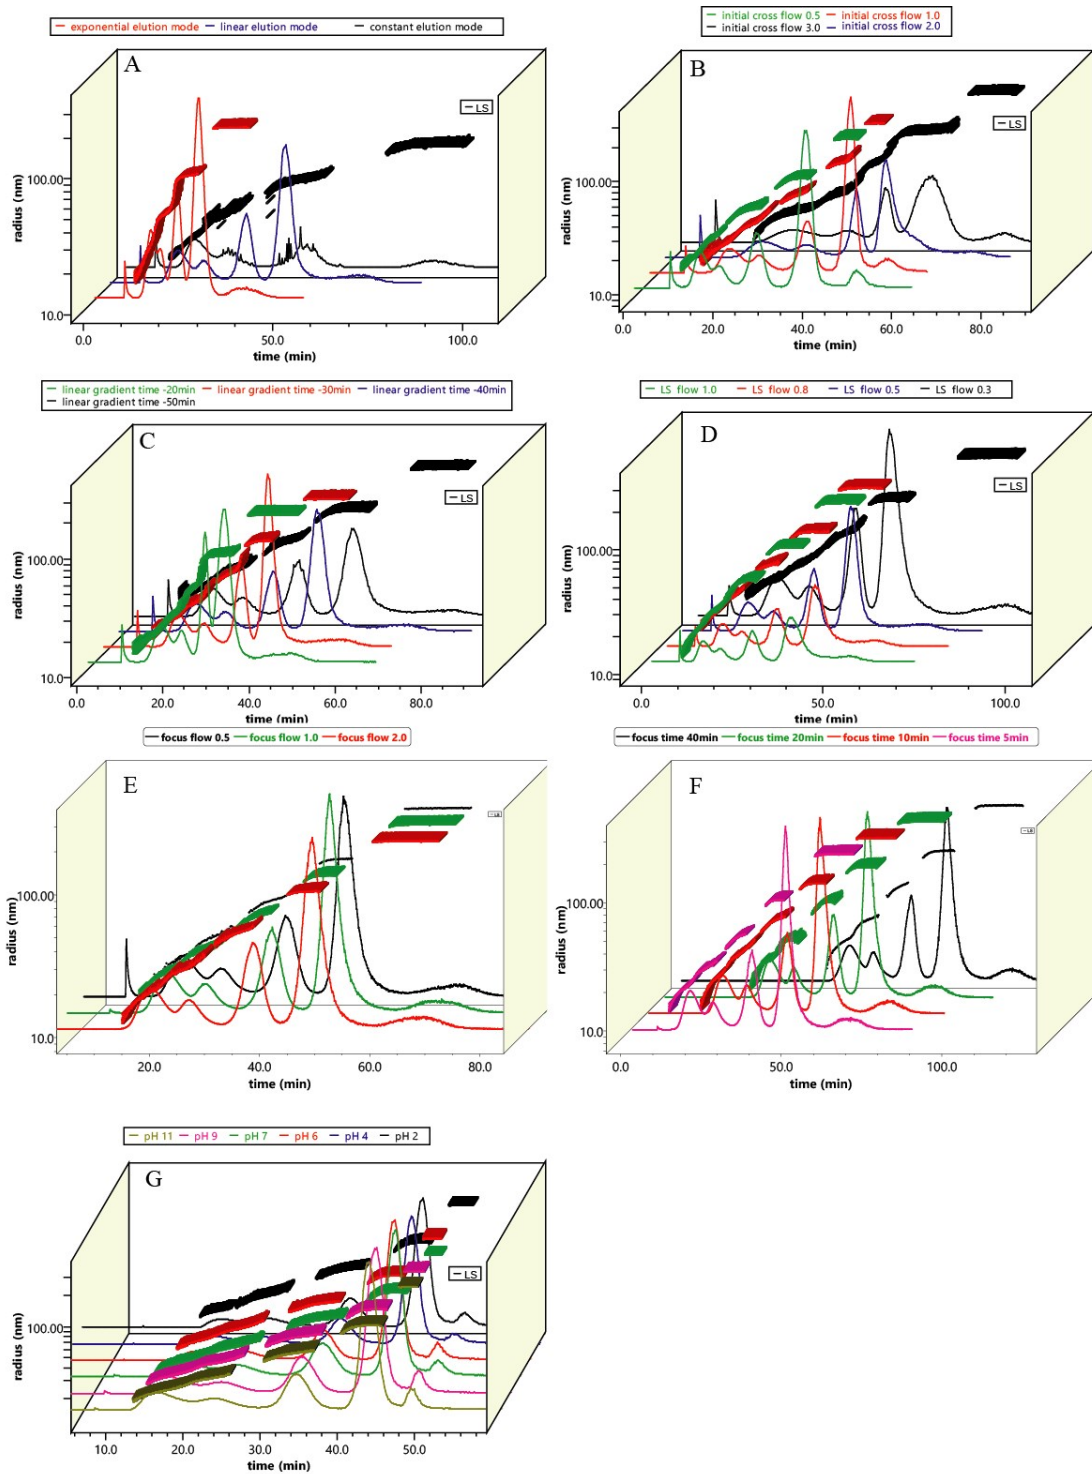 exponential elution mode linear elution mode constant elution mode
A
LS
radius (nm)
100.00
10.0
0.0 50.0 100.0
time (min)
initial cross flow 0.5 initial cross flow 1.0
initial cross flow 3.0 initial cross flow 2.0
B
LS
radius (nm)
100.00
10.0
0.0 20.0 40.0 60.0 80.0
time (min)
linear gradient time -20min linear gradient time -30min linear gradient time -40min
linear gradient time -50min
C
LS
radius (nm)
100.00
10.0
0.0 20.0 40.0 60.0 80.0
time (min)
LS flow 1.0 LS flow 0.8 LS flow 0.5 LS flow 0.3
D
LS
radius (nm)
100.00
10.0
0.0 50.0 100.0
time (min)
focus flow 0.5 focus flow 1.0 focus flow 2.0
E
LS
radius (nm)
100.00
10.0
20.0 40.0 60.0 80.0
time (min)
focus time 40min focus time 20min focus time 10min focus time 5min
F
LS
radius (nm)
100.00
10.0
0.0 50.0 100.0
time (min)
pH 11 pH 9 pH 7 pH 6 pH 4 pH 2
G
LS
radius (nm)
100.00
10.0 20.0 30.0 40.0 50.0
time (min)